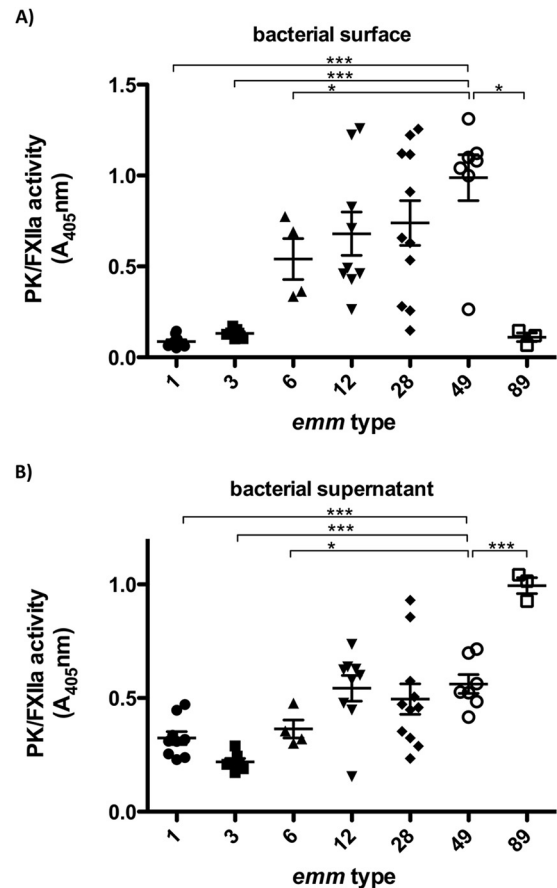 A)
bacterial surface
***
***
*
*
1.5
1.0
0.5
0.0
PK/FXIIa activity
(A405nm)
1 3 6 12 28 49 89
emm type
B)
bacterial supernatant
***
***
*
***
1.0
0.5
0.0
PK/FXIIa activity
(A405nm)
1 3 6 12 28 49 89
emm type